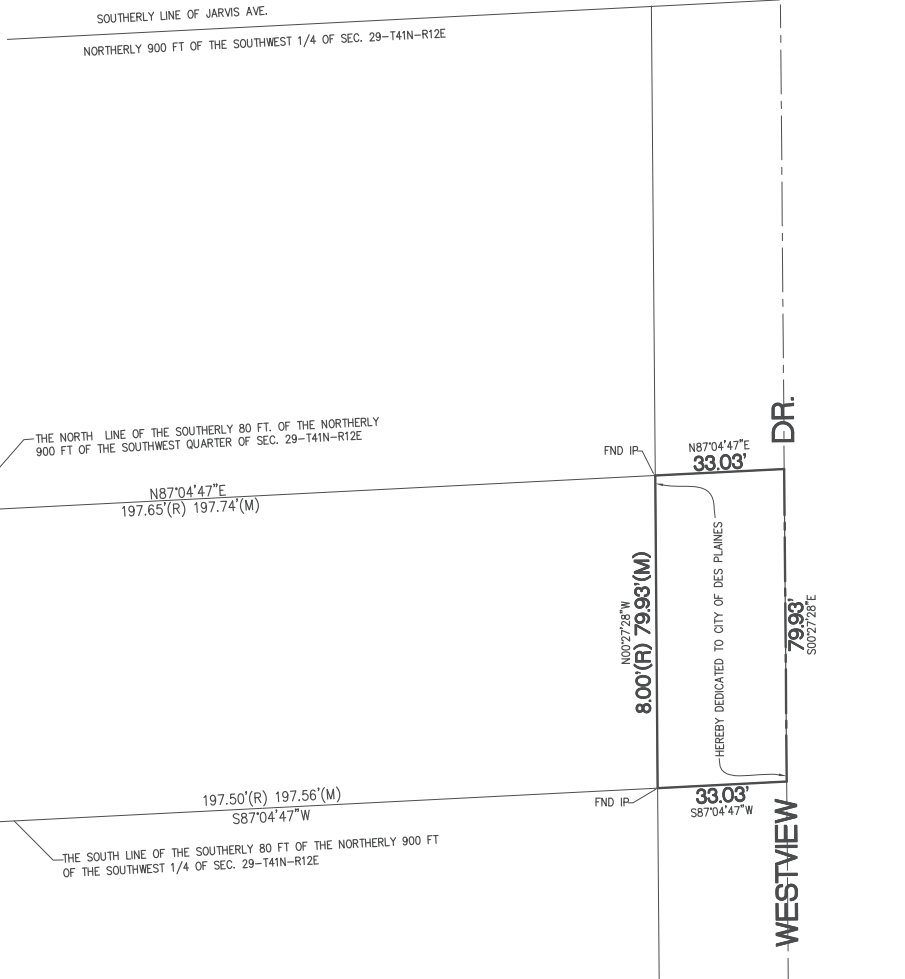 SOUTHERLY LINE OF JARVIS AVE.
NORTHERLY 900 FT OF THE SOUTHWEST 1/4 OF SEC. 29-T41N-R12E
THE NORTH LINE OF THE SOUTHERLY 80 FT. OF THE NORTHERLY
900 FT OF THE SOUTHWEST QUARTER OF SEC. 29-T41N-R12E
DR.
FND IP
N87°04'47"E
33.03'
N87°04'47"E
197.65'(R) 197.74'(M)
N00°27'28"W
8.00'(R) 79.93'(M)
HEREBY DEDICATED TO CITY OF DES PLAINES
79.93'
S00°27'28"E
197.50'(R) 197.56'(M)
S87°04'47"W
FND IP
33.03'
S87°04'47"W
THE SOUTH LINE OF THE SOUTHERLY 80 FT OF THE NORTHERLY 900 FT
OF THE SOUTHWEST 1/4 OF SEC. 29-T41N-R12E
WESTVIEW